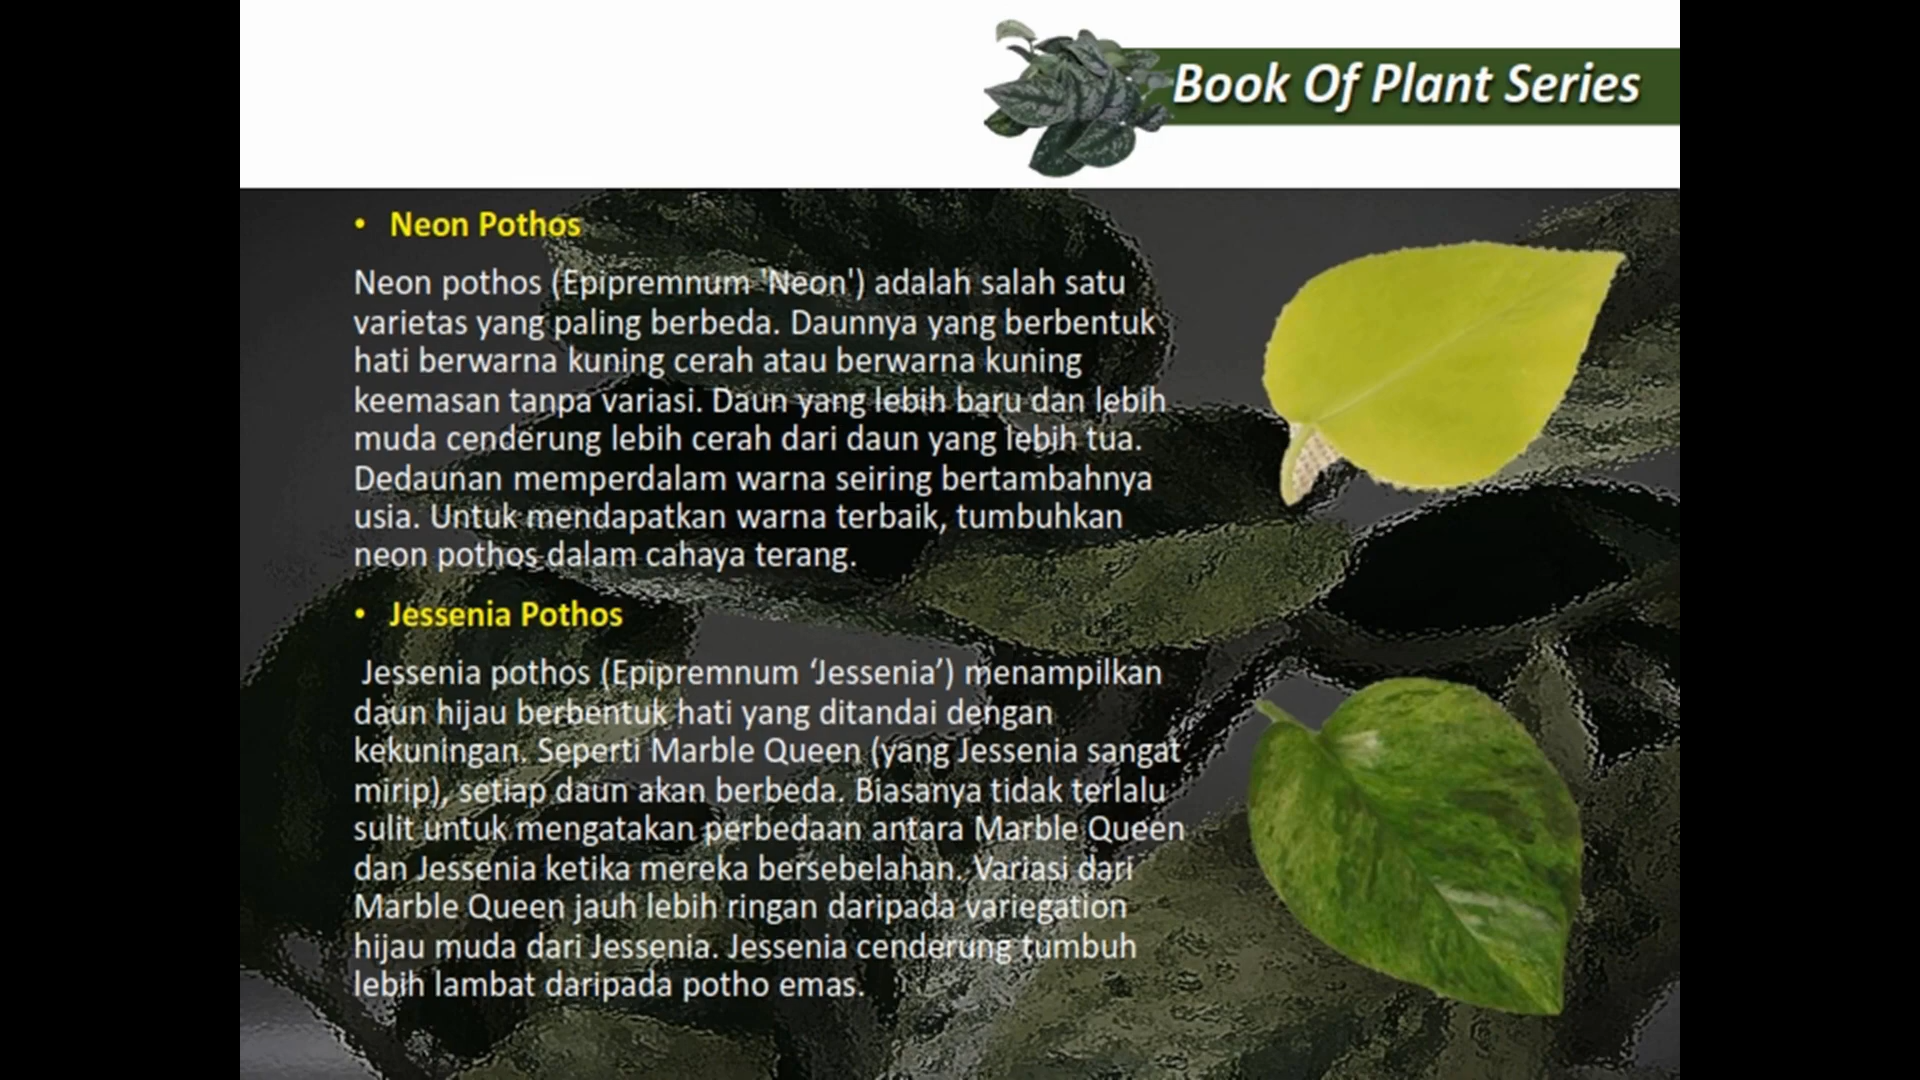 Book Of Plant Series
• Neon Pothos
Neon pothos (Epipremnum 'Neon') adalah salah satu
varietas yang paling berbeda. Daunnya yang berbentuk
hati berwarna kuning cerah atau berwarna kuning
keemasan tanpa variasi. Daun yang lebih baru dan lebih
muda cenderung lebih cerah dari daun yang lebih tua.
Dedaunan memperdalam warna seiring bertambahnya
usia. Untuk mendapatkan warna terbaik, tumbuhkan
neon pothos dalam cahaya terang.
• Jessenia Pothos
Jessenia pothos (Epipremnum ‘Jessenia’) menampilkan
daun hijau berbentuk hati yang ditandai dengan
kekuningan. Seperti Marble Queen (yang Jessenia sangat
mirip), setiap daun akan berbeda. Biasanya tidak terlalu
sulit untuk mengatakan perbedaan antara Marble Queen
dan Jessenia ketika mereka bersebelahan. Variasi dari
Marble Queen jauh lebih ringan daripada variegation
hijau muda dari Jessenia. Jessenia cenderung tumbuh
lebih lambat daripada potho emas.